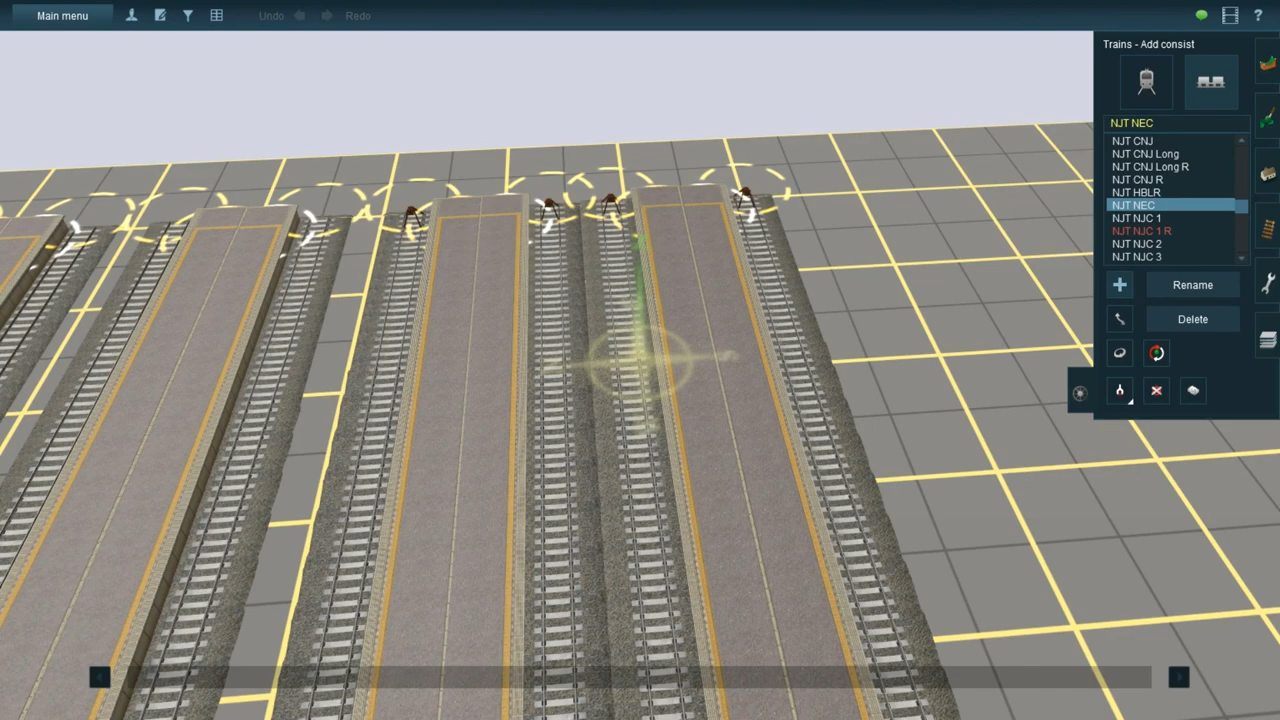 Main menu
Undo
Redo
?
Trains - Add consist
NJT NEC
NJT CNJ
NJT CNJ Long
NJT CNJ Long R
NJT CNJ R
NJT HBLR
NJT NEC
NJT NJC 1
NJT NJC 1 R
NJT NJC 2
NJT NJC 3
Rename
Delete